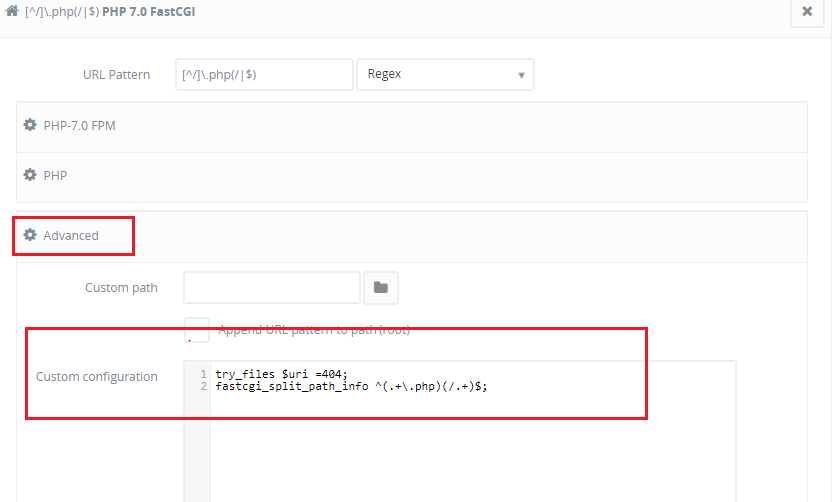 [^/]\.php(/|$) PHP 7.0 FastCGI
URL Pattern [^/]\.php(/|$) Regex
PHP-7.0 FPM
PHP
Advanced
Custom path
Append URL pattern to path (root)
Custom configuration
1 try_files $uri =404;
2 fastcgi_split_path_info ^(.+\.php)(/.+)$;